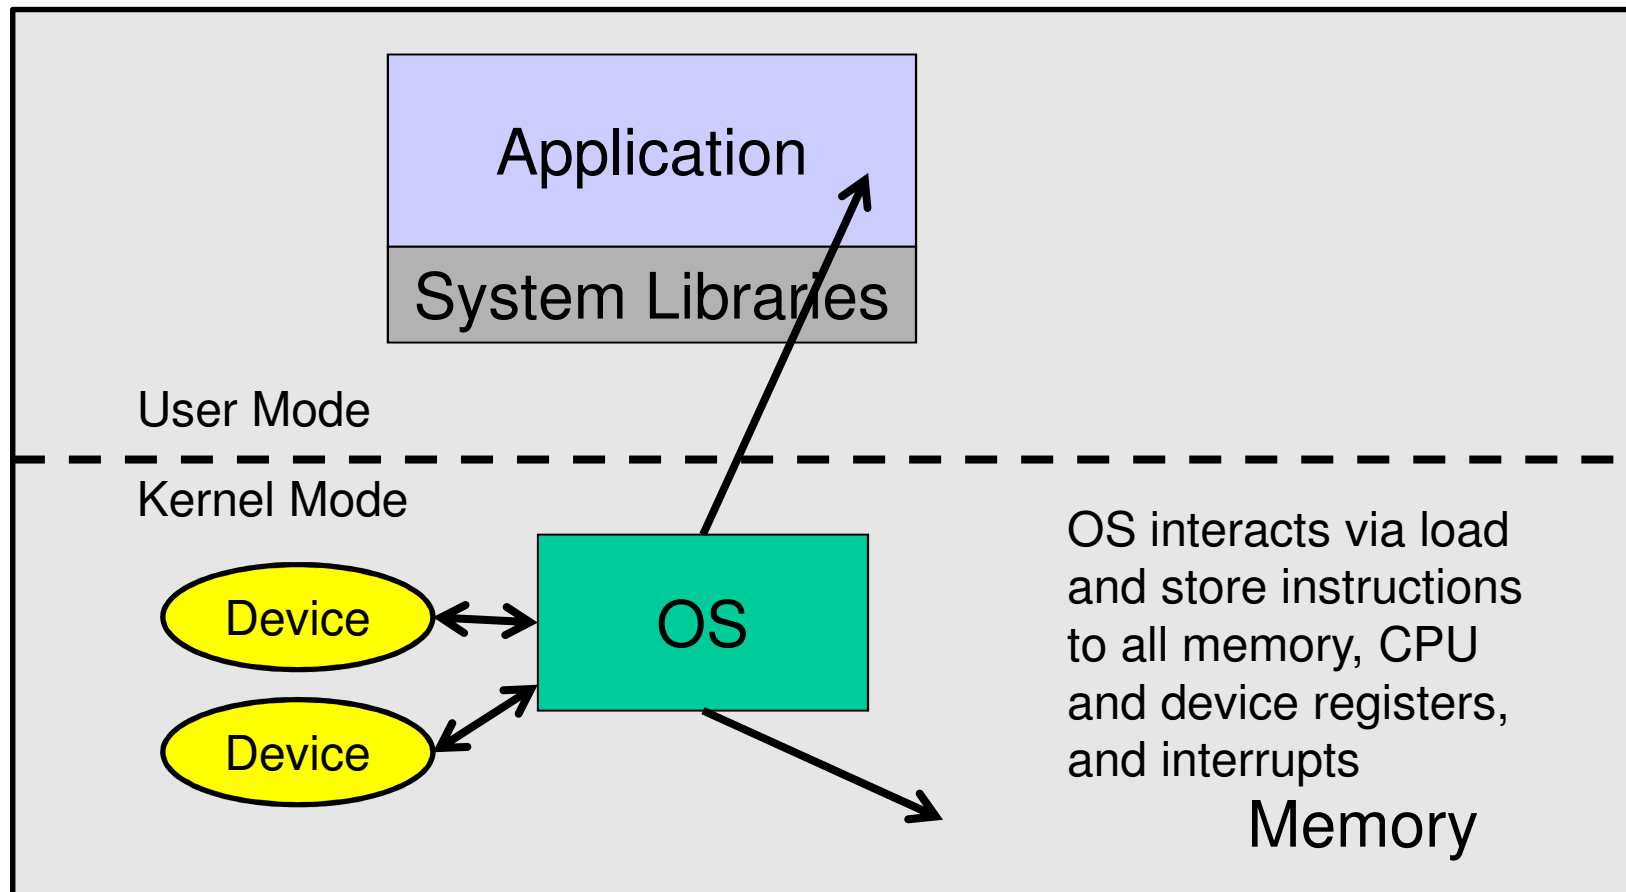 Application
System Libraries
User Mode
Kernel Mode
Device
Device
OS
OS interacts via load
and store instructions
to all memory, CPU
and device registers,
and interrupts
Memory